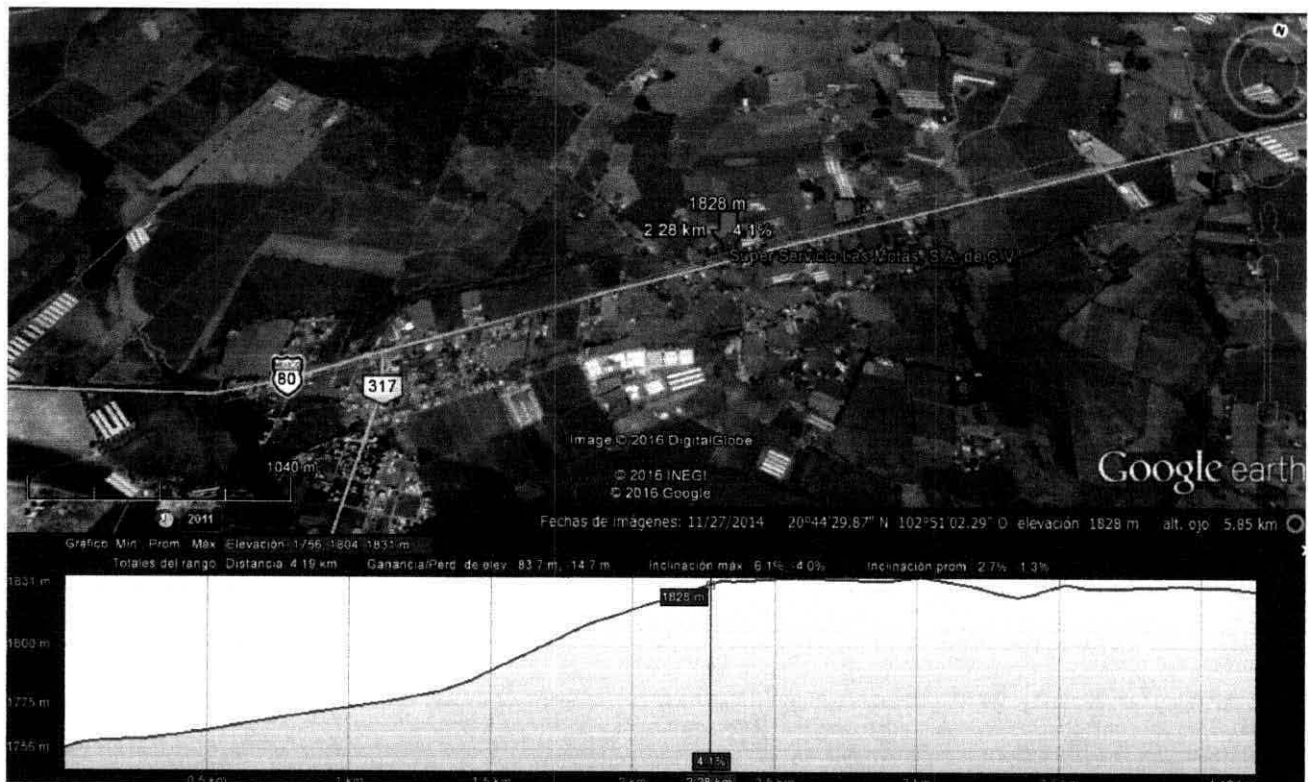 N
1828 m
2.28 km 4.1%
Super Servicio Las Motas, S.A. de C.V.
MEXICO
80
317
1040 m
Image © 2016 DigitalGlobe
© 2016 INEGI
© 2016 Google
Google earth
2011
Fechas de imágenes: 11/27/2014 20°44'29.87" N 102°51'02.29" O elevación 1828 m alt. ojo 5.85 km
Gráfico Mín. Prom. Máx. Elevación: 1756, 1804, 1831 m
Totales del rango: Distancia: 4.19 km Ganancia/Pérd. de elev: 83.7 m, -14.7 m Inclinación máx: 6.1%, -4.0% Inclinación prom: 2.7%, -1.3%
1831 m
1828 m
1800 m
1775 m
1756 m
4.1%
0.5 km 1 km 1.5 km 2 km 2.28 km 2.5 km